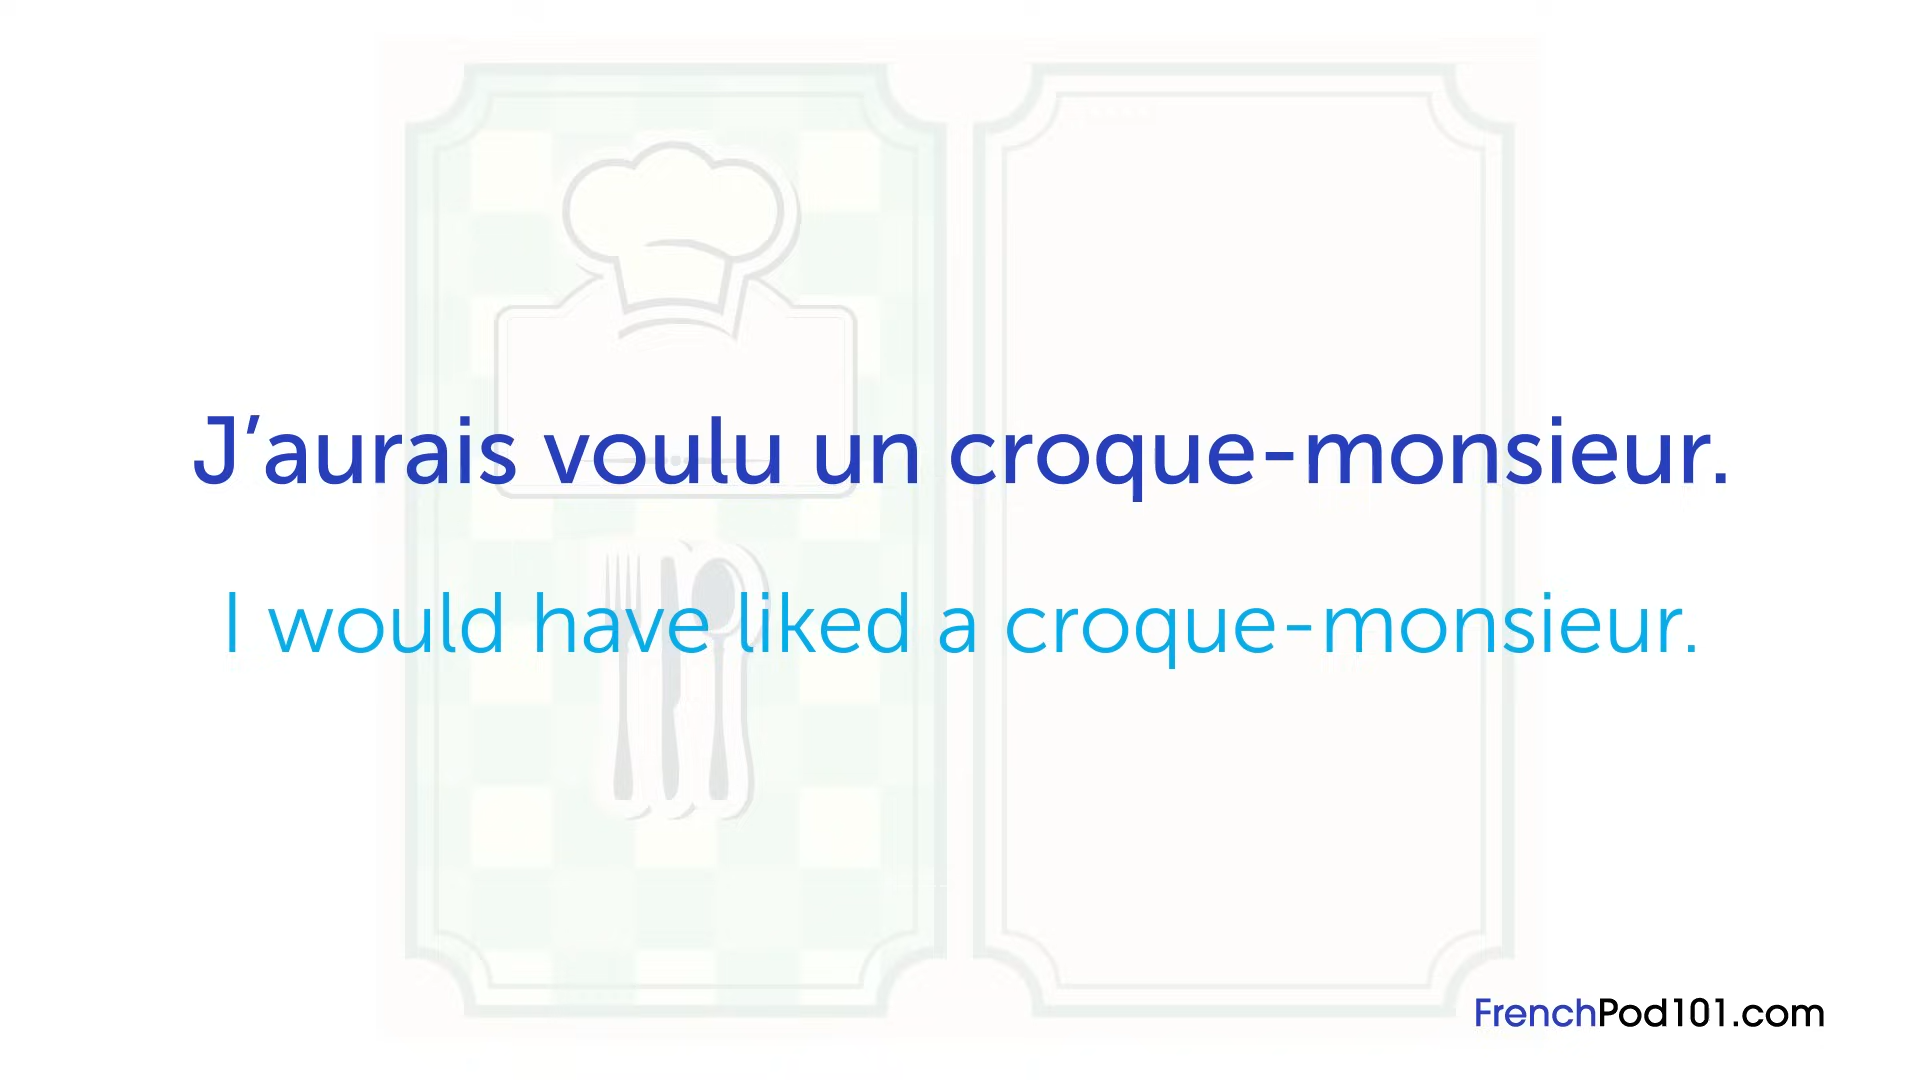 J’aurais voulu un croque-monsieur.
I would have liked a croque-monsieur.
FrenchPod101.com